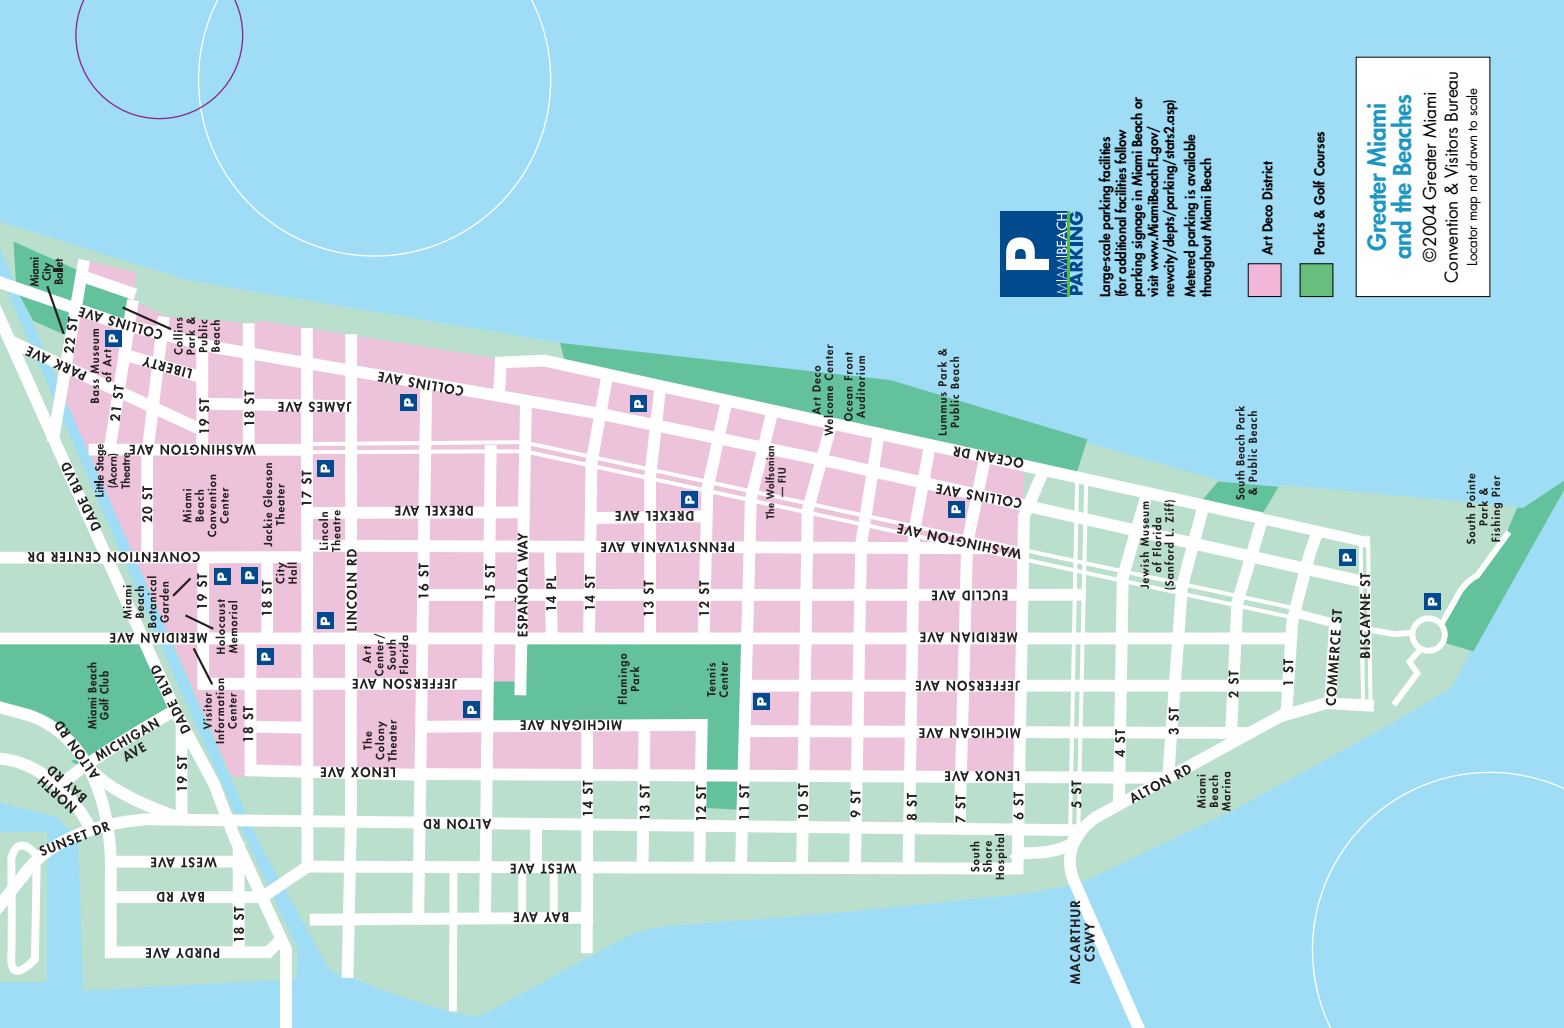 Greater Miami
and the Beaches
©2004 Greater Miami
Convention & Visitors Bureau
Locator map not drawn to scale
P
MIAMIBEACH
PARKING
Large-scale parking facilities
(for additional facilities follow
parking signage in Miami Beach or
visit www.MiamiBeachFL.gov/
newcity/depts/parking/stats2.asp)
Metered parking is available
throughout Miami Beach
Art Deco District
Parks & Golf Courses
Miami
City
Ballet
22 ST
COLLINS AVE
PARK AVE
Bass Museum
of Art
P
LIBERTY
Collins
Park &
Public
Beach
21 ST
19 ST
18 ST
JAMES AVE
COLLINS AVE
P
P
WASHINGTON AVE
DADE BLVD
Little Stage
(Acorn)
Theatre
20 ST
Miami
Beach
Convention
Center
Jackie Gleason
Theater
17 ST
P
Lincoln
Theatre
DREXEL AVE
DREXEL AVE
P
CONVENTION CENTER DR
PENNSYLVANIA AVE
Miami
Beach
Botanical
Garden
19 ST
P
P
18 ST
City
Hall
LINCOLN RD
P
16 ST
15 ST
ESPAÑOLA WAY
14 PL
14 ST
13 ST
12 ST
Holocaust
Memorial
MERIDIAN AVE
P
Art
Center/
South
Florida
JEFFERSON AVE
Flamingo
Park
Tennis
Center
P
P
Miami Beach
Golf Club
DADE BLVD
Visitor
Information
Center
18 ST
The
Colony
Theater
MICHIGAN AVE
ALTON RD
MICHIGAN
AVE
NORTH
BAY RD
19 ST
LENOX AVE
14 ST
13 ST
12 ST
11 ST
10 ST
9 ST
8 ST
7 ST
6 ST
5 ST
4 ST
3 ST
2 ST
1 ST
SUNSET DR
ALTON RD
WEST AVE
WEST AVE
BAY RD
BAY AVE
18 ST
PURDY AVE
The Wolfsonian
— FIU
Art Deco
Welcome Center
Ocean Front
Auditorium
Lummus Park &
Public Beach
OCEAN DR
COLLINS AVE
P
WASHINGTON AVE
EUCLID AVE
MERIDIAN AVE
JEFFERSON AVE
MICHIGAN AVE
LENOX AVE
South
Shore
Hospital
MACARTHUR
CSWY
ALTON RD
Miami
Beach
Marina
Jewish Museum
of Florida
(Sanford L. Ziff)
South Beach Park
& Public Beach
P
COMMERCE ST
BISCAYNE ST
P
South Pointe
Park &
Fishing Pier